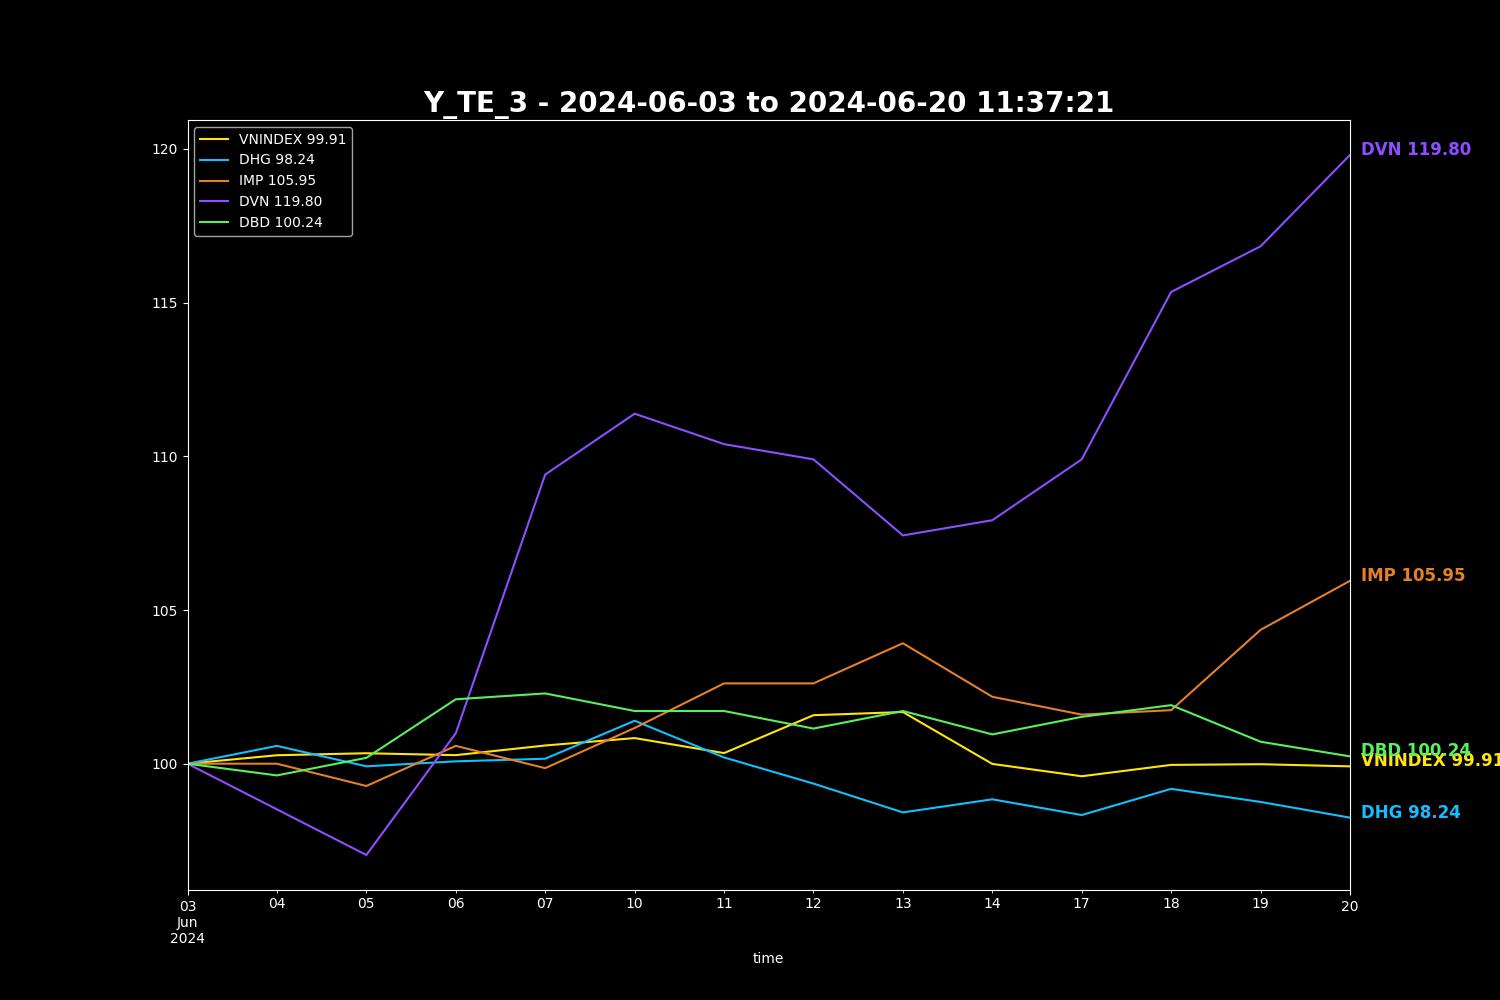 Y_TE_3 - 2024-06-03 to 2024-06-20 11:37:21
VNINDEX 99.91
DHG 98.24
IMP 105.95
DVN 119.80
DBD 100.24
120
115
110
105
100
DVN 119.80
IMP 105.95
DBD 100.24
VNINDEX 99.91
DHG 98.24
03 04 05 06 07 10 11 12 13 14 17 18 19 20
Jun
2024
time